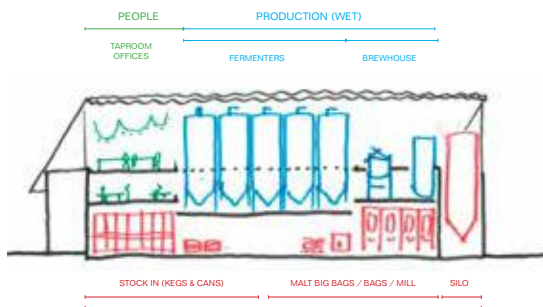 PEOPLE
PRODUCTION (WET)
TAPROOM
OFFICES
FERMENTERS
BREWHOUSE
STOCK IN (KEGS & CANS)
MALT BIG BAGS / BAGS / MILL
SILO